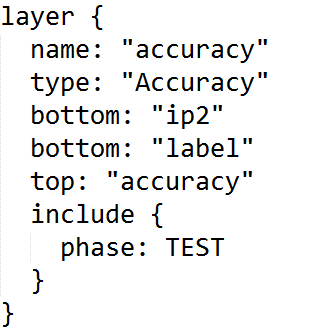 layer {
  name: "accuracy"
  type: "Accuracy"
  bottom: "ip2"
  bottom: "label"
  top: "accuracy"
  include {
    phase: TEST
  }
}